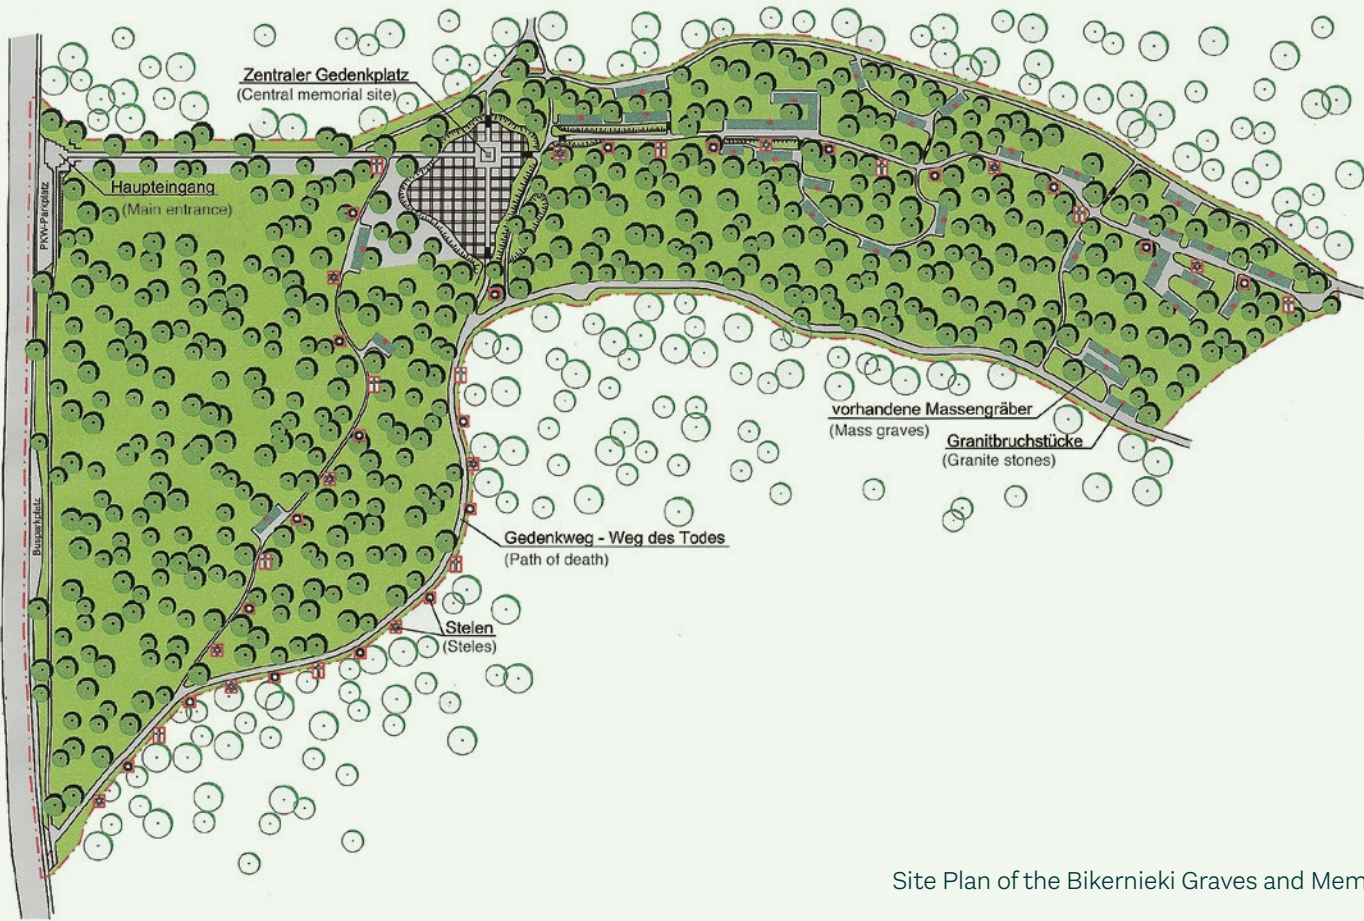 Zentraler Gedenkplatz
(Central memorial site)
Haupteingang
(Main entrance)
PKW-Parkplatz
vorhandene Massengräber
(Mass graves)
Granitbruchstücke
(Granite stones)
Busparkplatz
Gedenkweg - Weg des Todes
(Path of death)
Stelen
(Steles)
Site Plan of the Bikernieki Graves and Mem